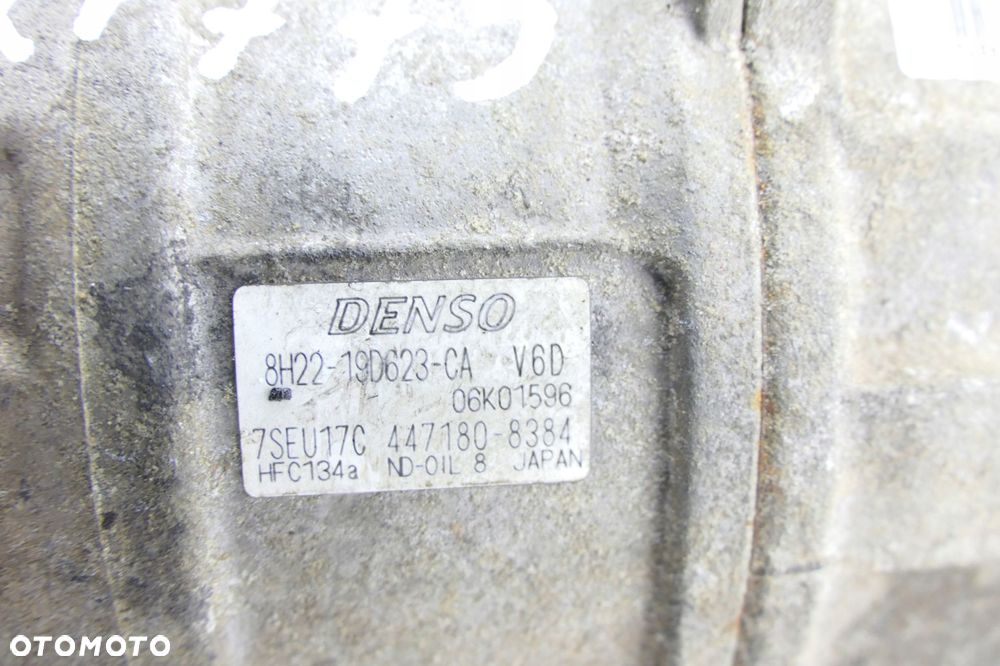 DENSO
8H22-19D623-CA V6D
06K01596
7SEU17C 447180-8384
HFC134a ND-OIL 8 JAPAN
OTOMOTO